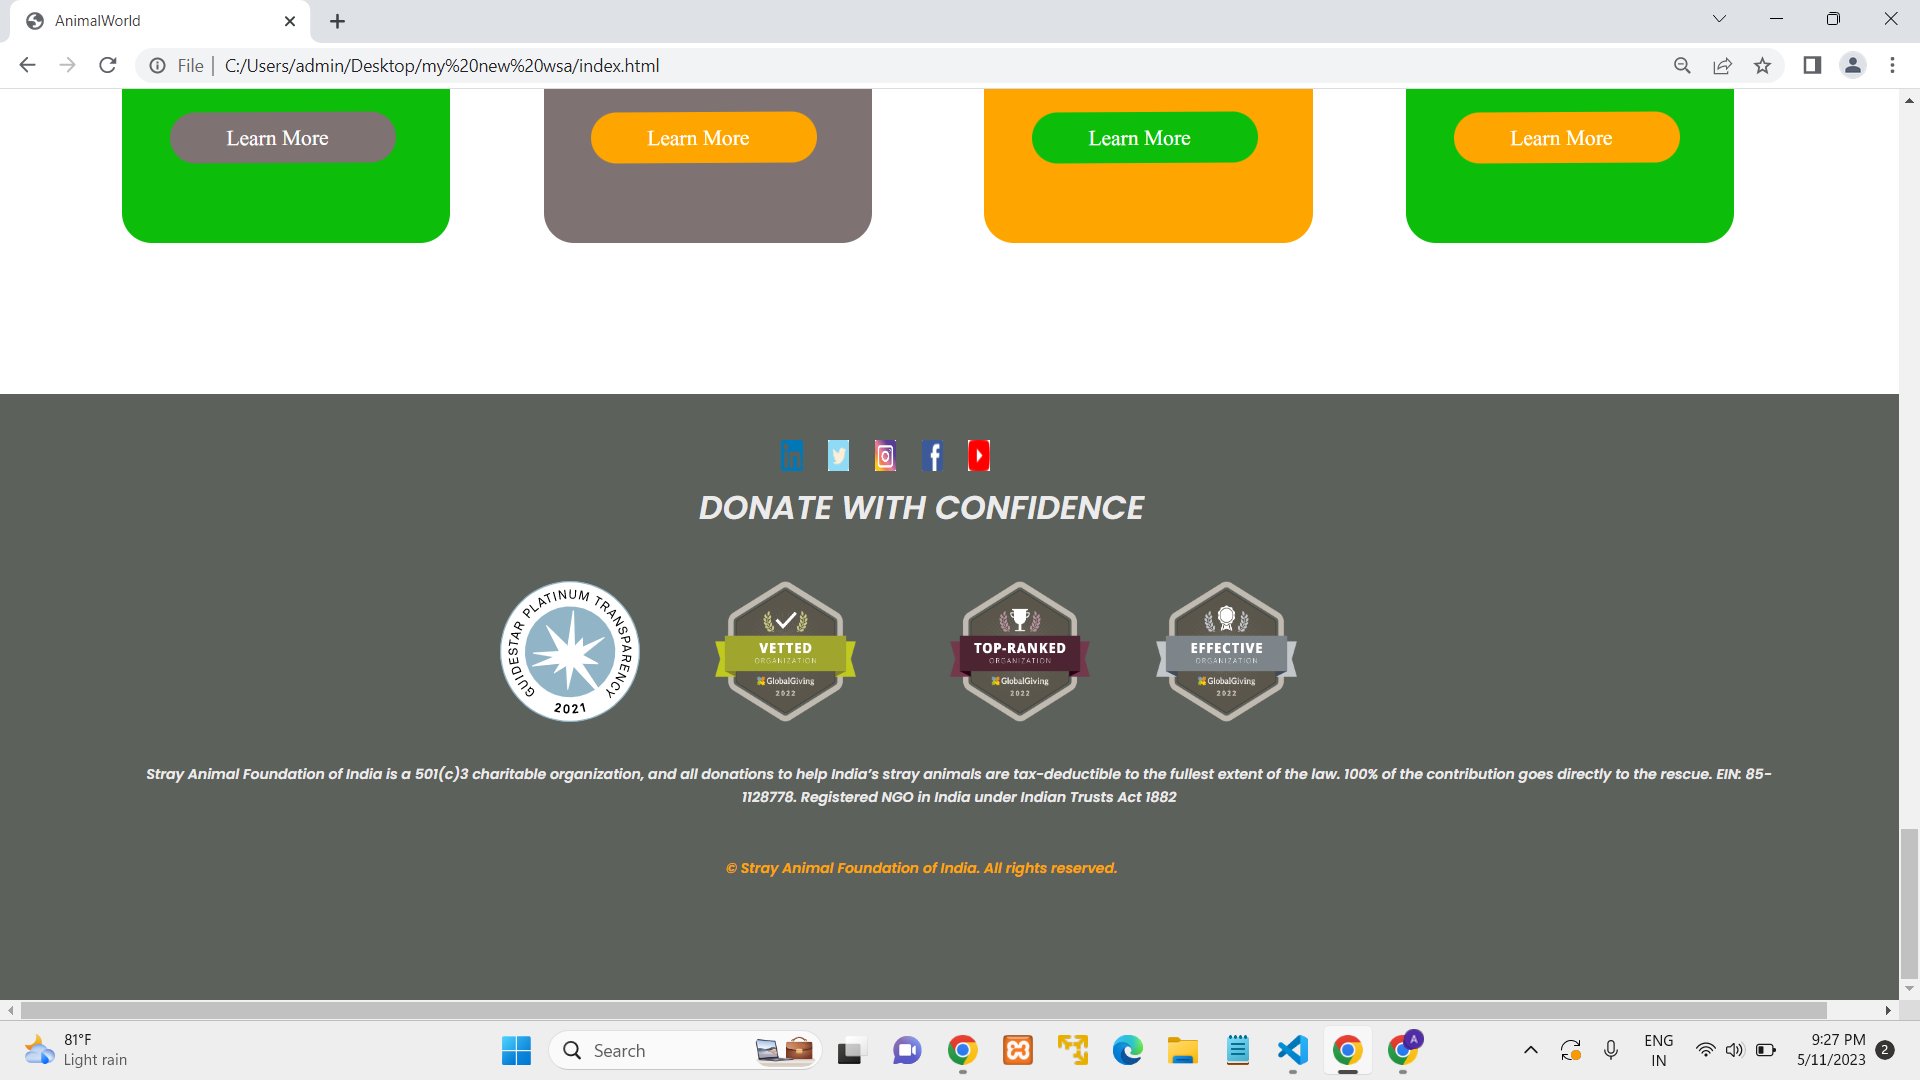 AnimalWorld
File
C:/Users/admin/Desktop/my%20new%20wsa/index.html
Learn More
Learn More
Learn More
Learn More
in
f
DONATE WITH CONFIDENCE
GUIDESTAR PLATINUM TRANSPARENCY
2021
VETTED
ORGANIZATION
GlobalGiving
2022
TOP-RANKED
ORGANIZATION
GlobalGiving
2022
EFFECTIVE
ORGANIZATION
GlobalGiving
2022
Stray Animal Foundation of India is a 501(c)3 charitable organization, and all donations to help India’s stray animals are tax-deductible to the fullest extent of the law. 100% of the contribution goes directly to the rescue. EIN: 85-
1128778. Registered NGO in India under Indian Trusts Act 1882
© Stray Animal Foundation of India. All rights reserved.
81°F
Light rain
Search
A
ENG
IN
9:27 PM
5/11/2023
2